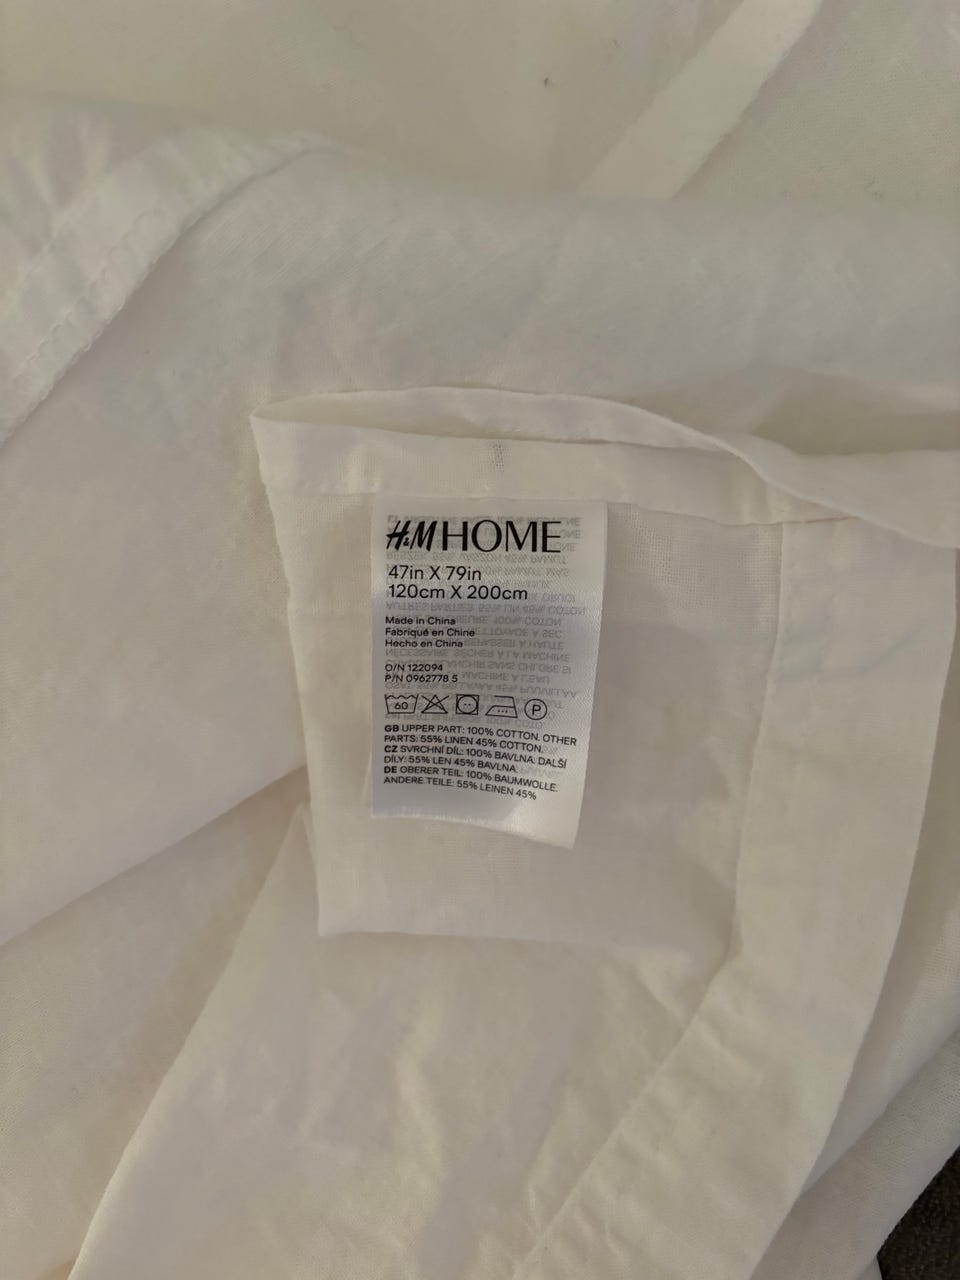 H&M HOME
47in X 79in
120cm X 200cm
Made in China
Fabriqué en Chine
Hecho en China
O/N 122094
P/N 0962778 5
60 P
GB UPPER PART: 100% COTTON. OTHER
PARTS: 55% LINEN 45% COTTON.
CZ SVRCHNÍ DÍL: 100% BAVLNA. DALŠÍ
DÍLY: 55% LEN 45% BAVLNA.
DE OBERER TEIL: 100% BAUMWOLLE.
ANDERE TEILE: 55% LEINEN 45%